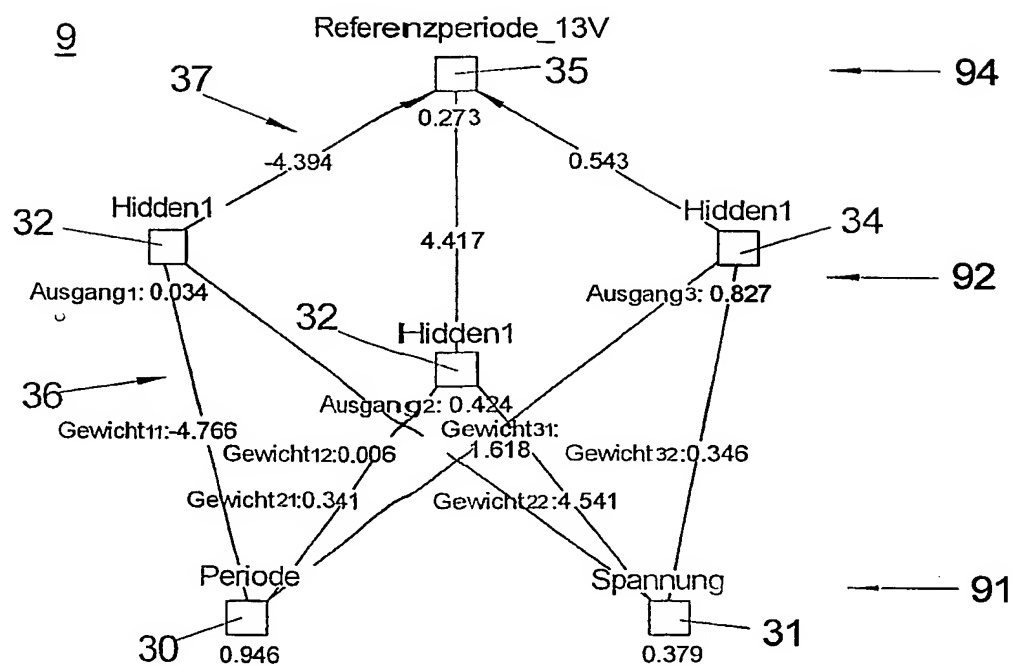 9
Referenzperiode_13V
37
35
94
0.273
-4.394
0.543
Hidden1
Hidden1
32
34
4.417
92
Ausgang1: 0.034
Ausgang3: 0.827
32
Hidden1
36
Ausgang2: 0.424
Gewicht11:-4.766
Gewicht31:
1.618
Gewicht12:0.006
Gewicht32:0.346
Gewicht21:0.341
Gewicht22:4.541
Periode
Spannung
91
30
31
0.946
0.379